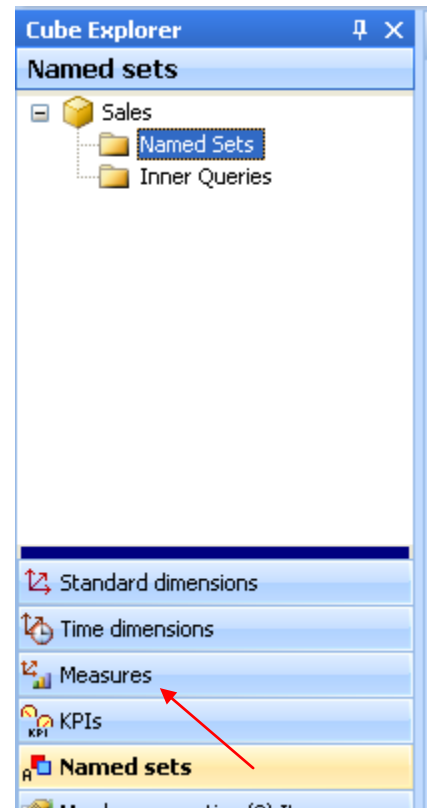 Cube Explorer
Named sets
Sales
Named Sets
Inner Queries
Standard dimensions
Time dimensions
Measures
KPI KPIs
A Named sets